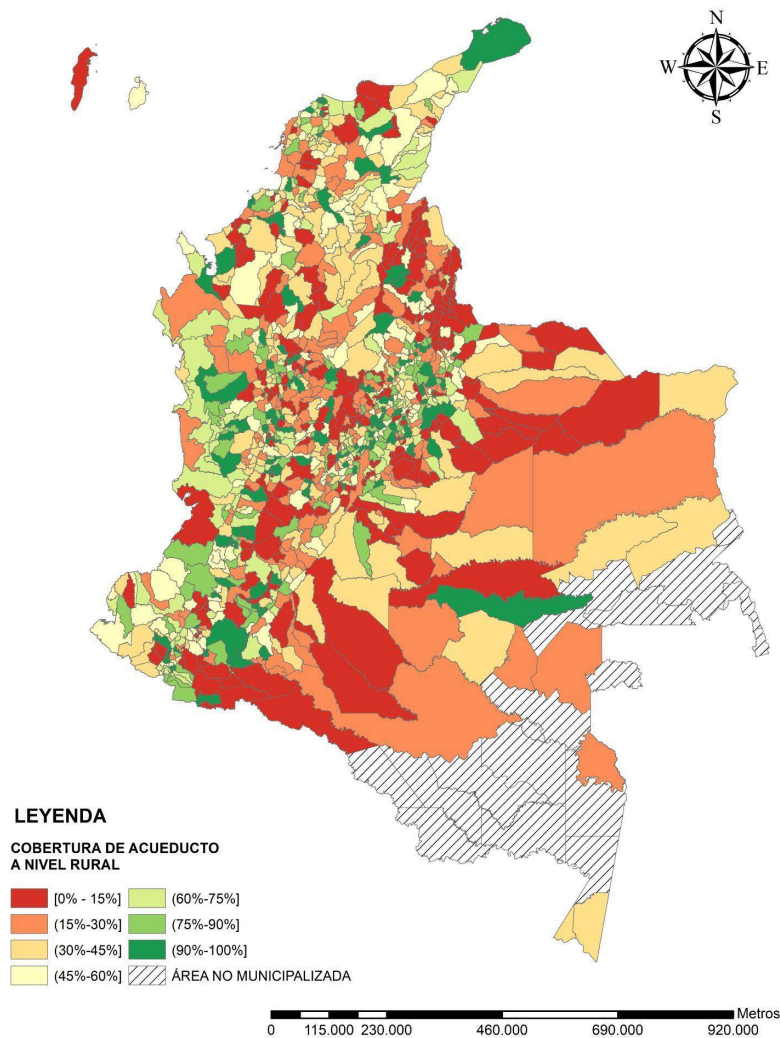 N
W E
S
LEYENDA
COBERTURA DE ACUEDUCTO
A NIVEL RURAL
[0% - 15%] (60%-75%]
(15%-30%] (75%-90%]
(30%-45%] (90%-100%]
(45%-60%] ÁREA NO MUNICIPALIZADA
Metros
0 115.000 230.000 460.000 690.000 920.000